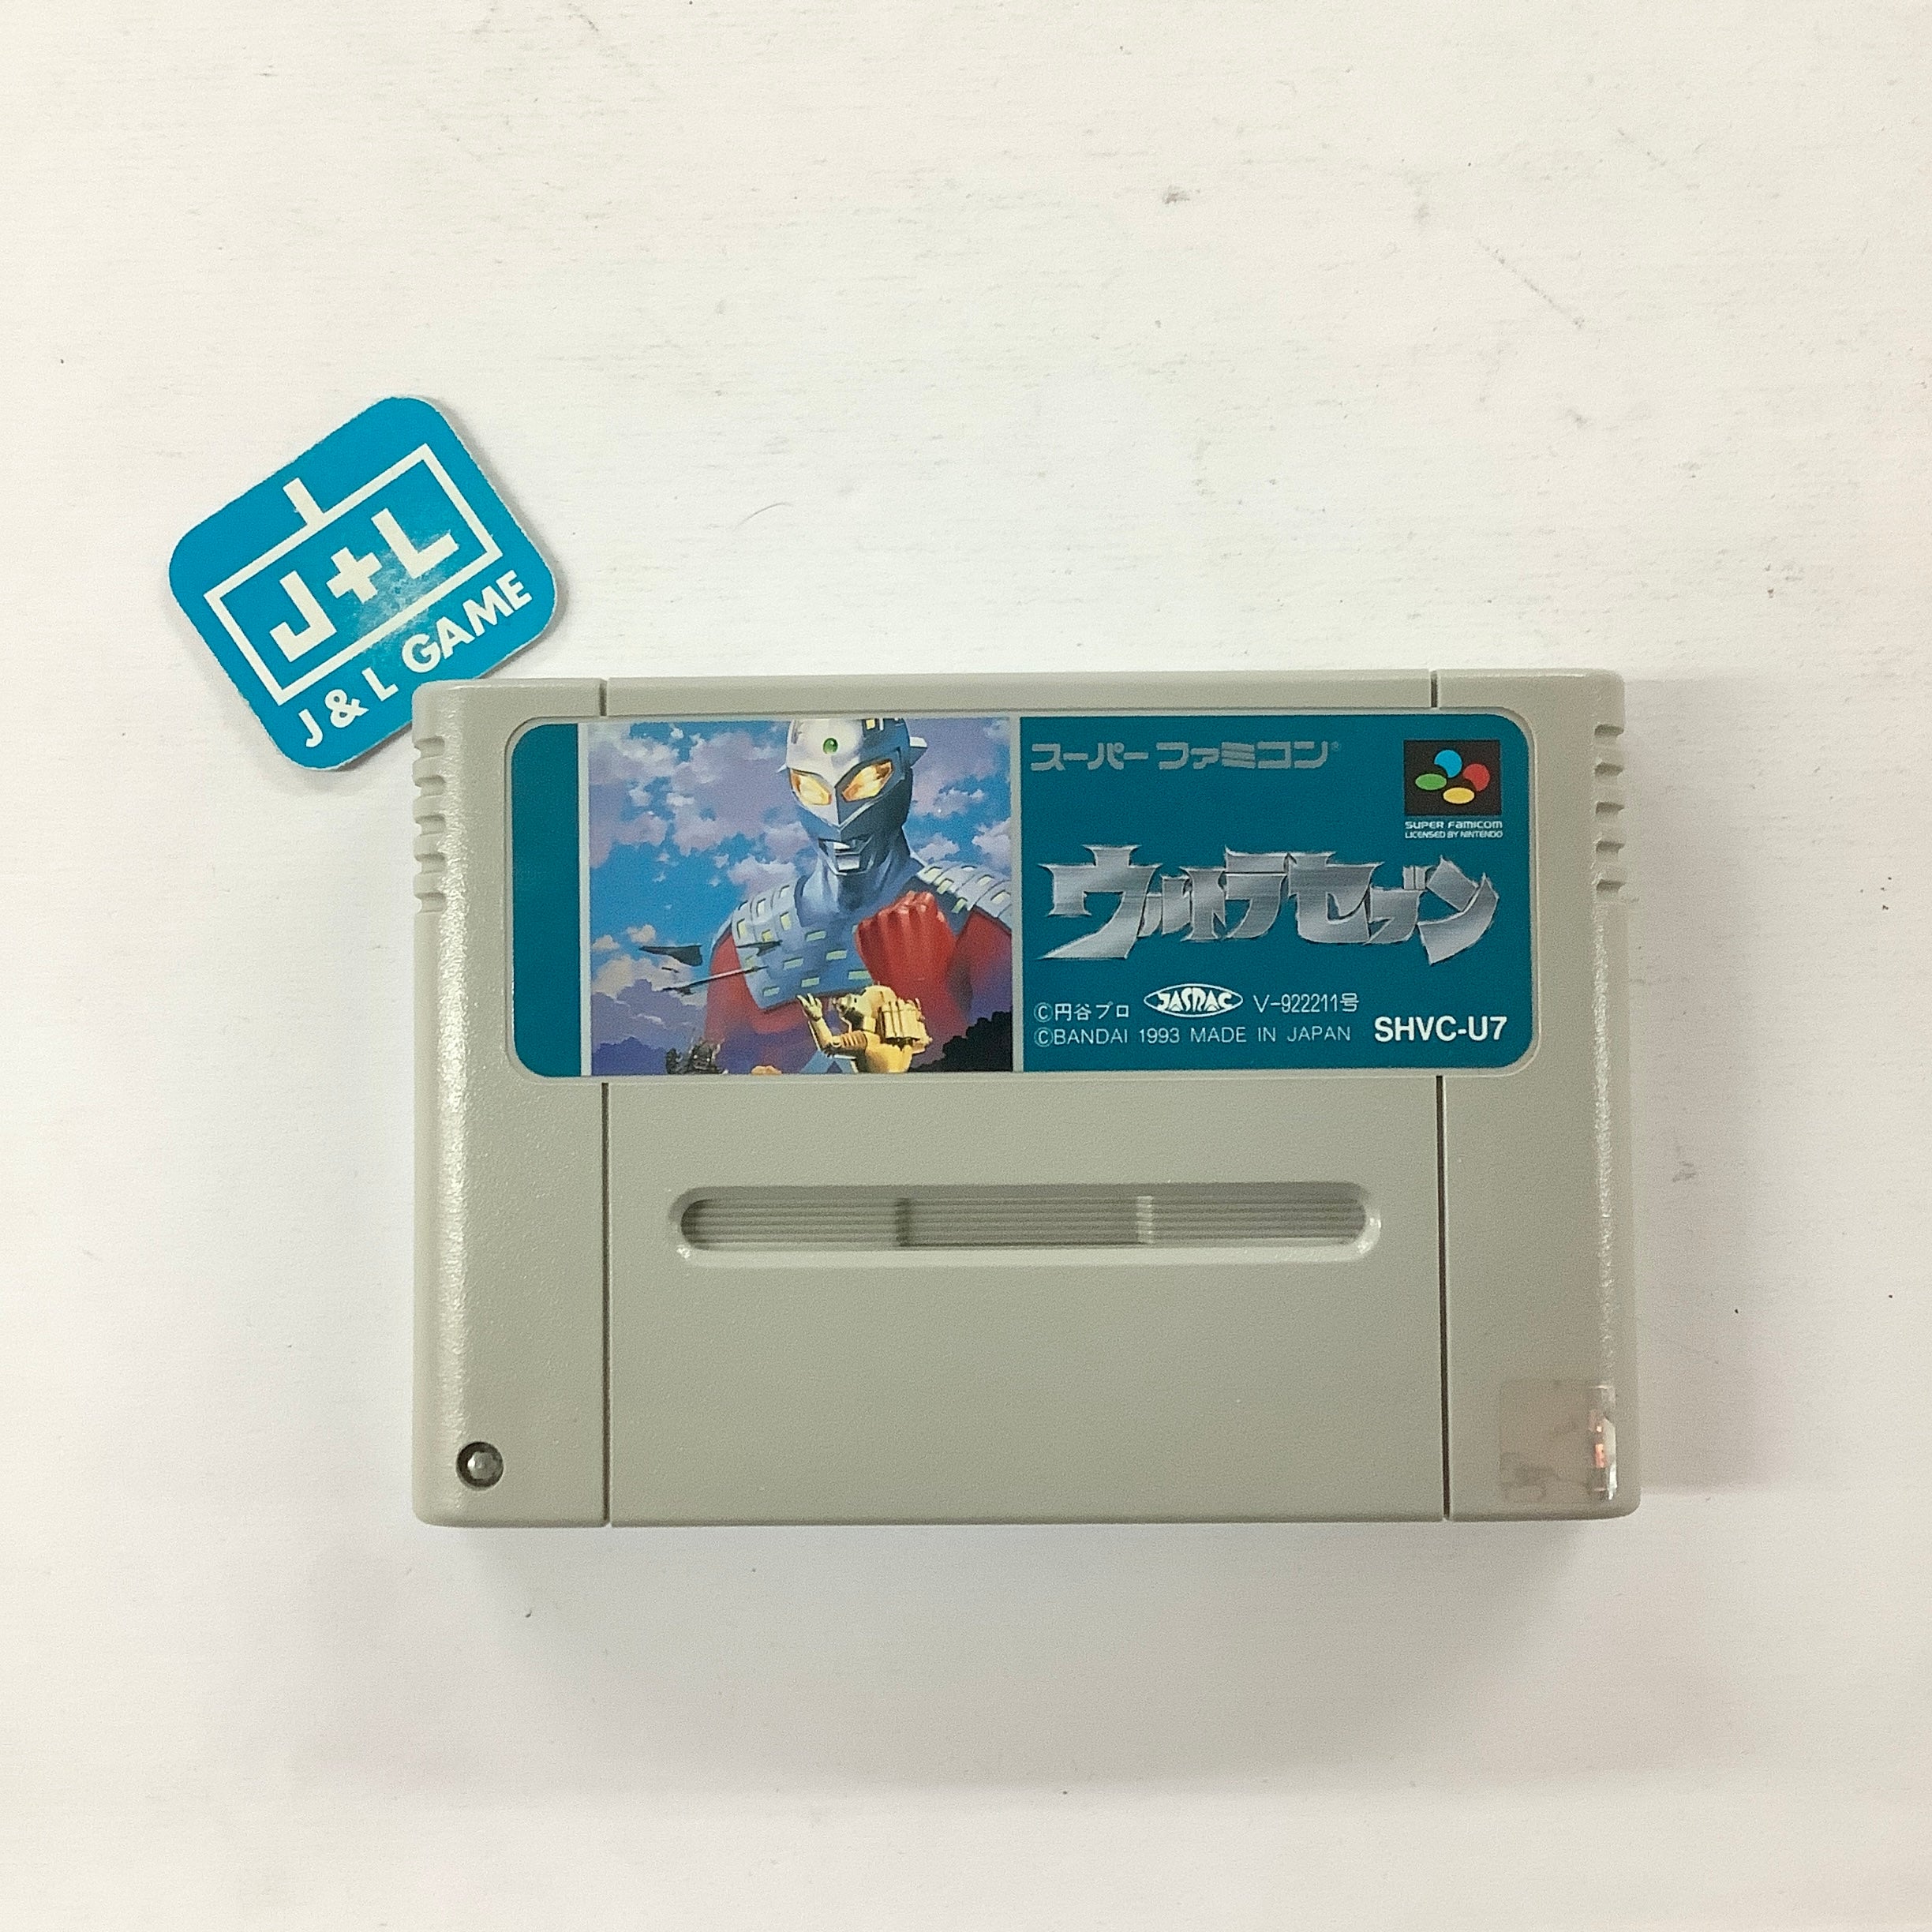 J+L
J & L GAME
スーパーファミコン®
SUPER FAMICOM
LICENSED BY NINTENDO
ウルトラセブン
©円谷プロ JASRAC V-922211号
©BANDAI 1993 MADE IN JAPAN SHVC-U7